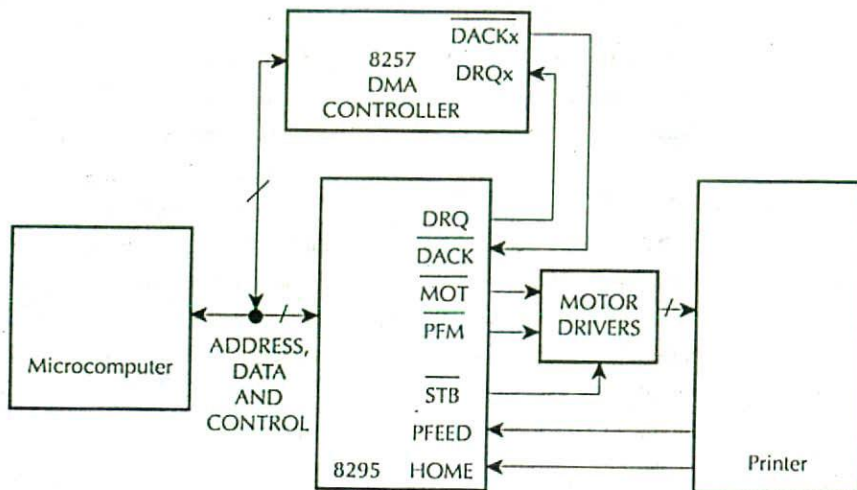 8257
DMA
CONTROLLER
DACKx
DRQx
Microcomputer
ADDRESS,
DATA
AND
CONTROL
DRQ
DACK
MOT
PFM
STB
PFEED
8295 HOME
MOTOR
DRIVERS
Printer